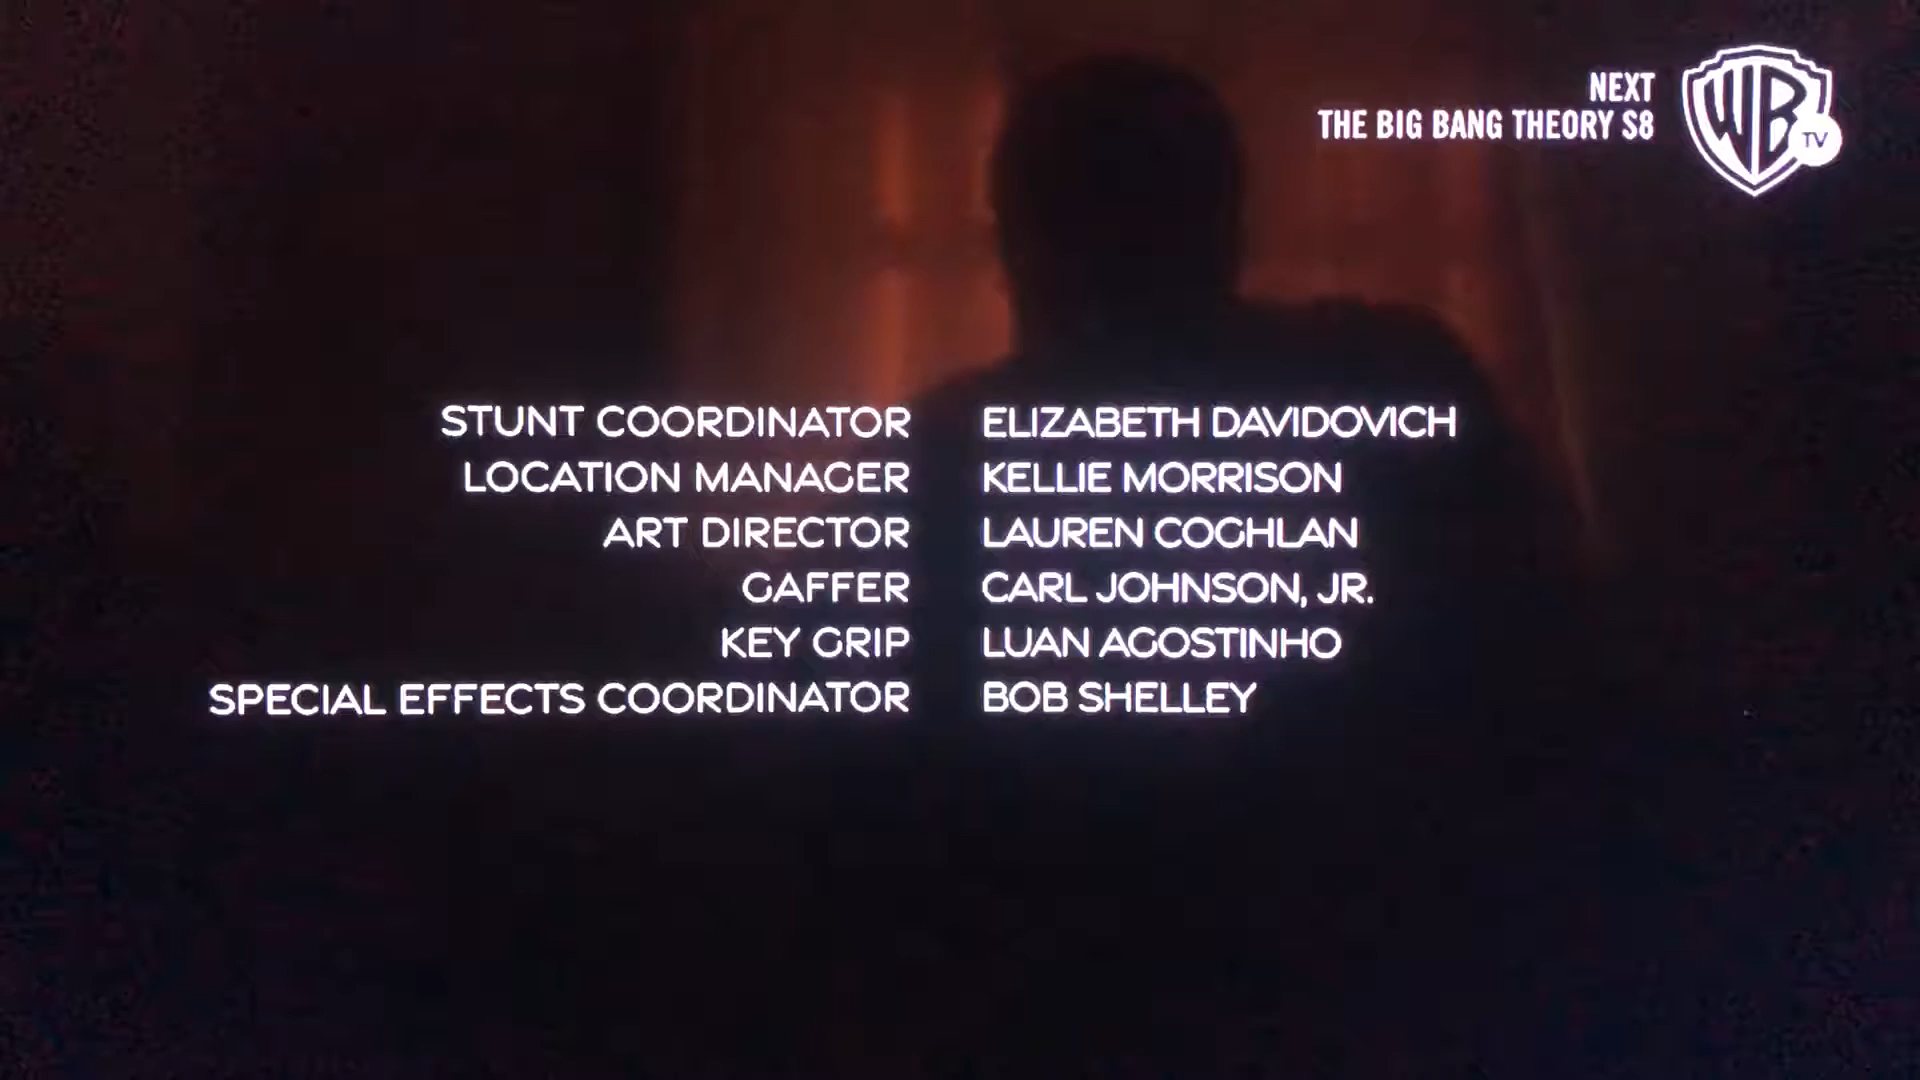 NEXT
THE BIG BANG THEORY S8
WB TV
STUNT COORDINATOR ELIZABETH DAVIDOVICH
LOCATION MANAGER KELLIE MORRISON
ART DIRECTOR LAUREN COGHLAN
GAFFER CARL JOHNSON, JR.
KEY GRIP LUAN AGOSTINHO
SPECIAL EFFECTS COORDINATOR BOB SHELLEY